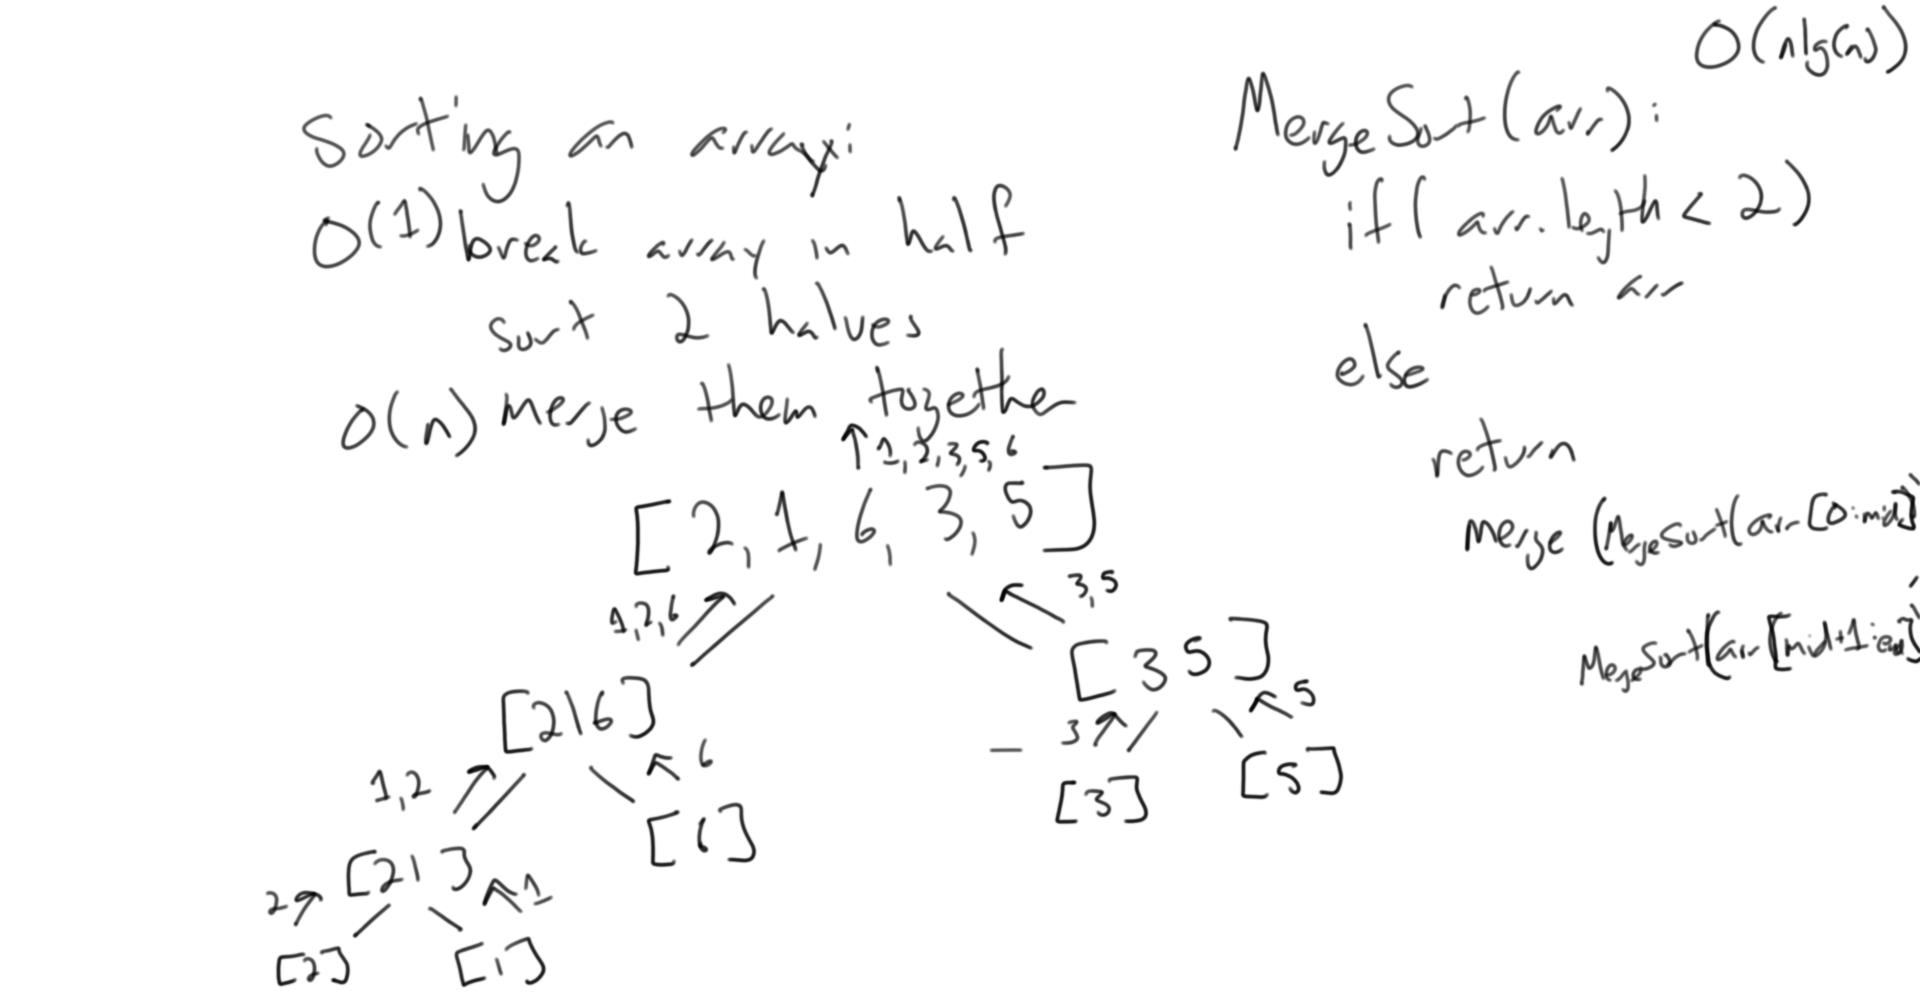 Sorting an array:
O(1) break array in half
sort 2 halves
O(n) merge them together
↑ 1, 2, 3, 5, 6
[2, 1, 6, 3, 5]
1, 2, 6
3, 5
[2 1 6]
[3 5]
1, 2
6
3
5
[2 1]
[6]
[3]
[5]
2
1
[2]
[1]
O(nlg(n))
MergeSort(arr):
if( arr.length < 2)
return arr
else
return
merge (MergeSort(arr[0:mid])
MergeSort(arr[mid+1:end])